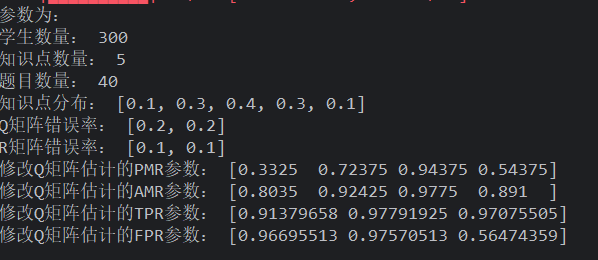 参数为:
学生数量： 300
知识点数量： 5
题目数量： 40
知识点分布： [0.1, 0.3, 0.4, 0.3, 0.1]
Q矩阵错误率： [0.2, 0.2]
R矩阵错误率： [0.1, 0.1]
修改Q矩阵估计的PMR参数： [0.3325  0.72375 0.94375 0.54375]
修改Q矩阵估计的AMR参数： [0.8035  0.92425 0.9775  0.891  ]
修改Q矩阵估计的TPR参数： [0.91379658 0.97791925 0.97075505]
修改Q矩阵估计的FPR参数： [0.96695513 0.97570513 0.56474359]